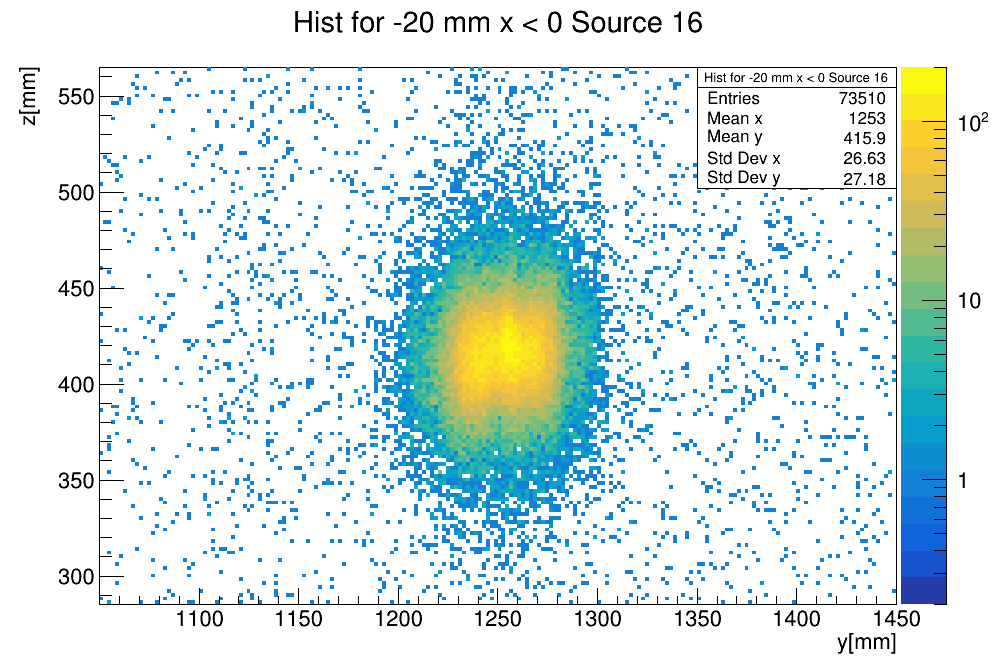 Hist for -20 mm x < 0 Source 16
z[mm]
550
500
450
400
350
300
Hist for -20 mm x < 0 Source 16
Entries 73510
Mean x 1253
Mean y 415.9
Std Dev x 26.63
Std Dev y 27.18
10²
10
1
1100 1150 1200 1250 1300 1350 1400 1450
y[mm]